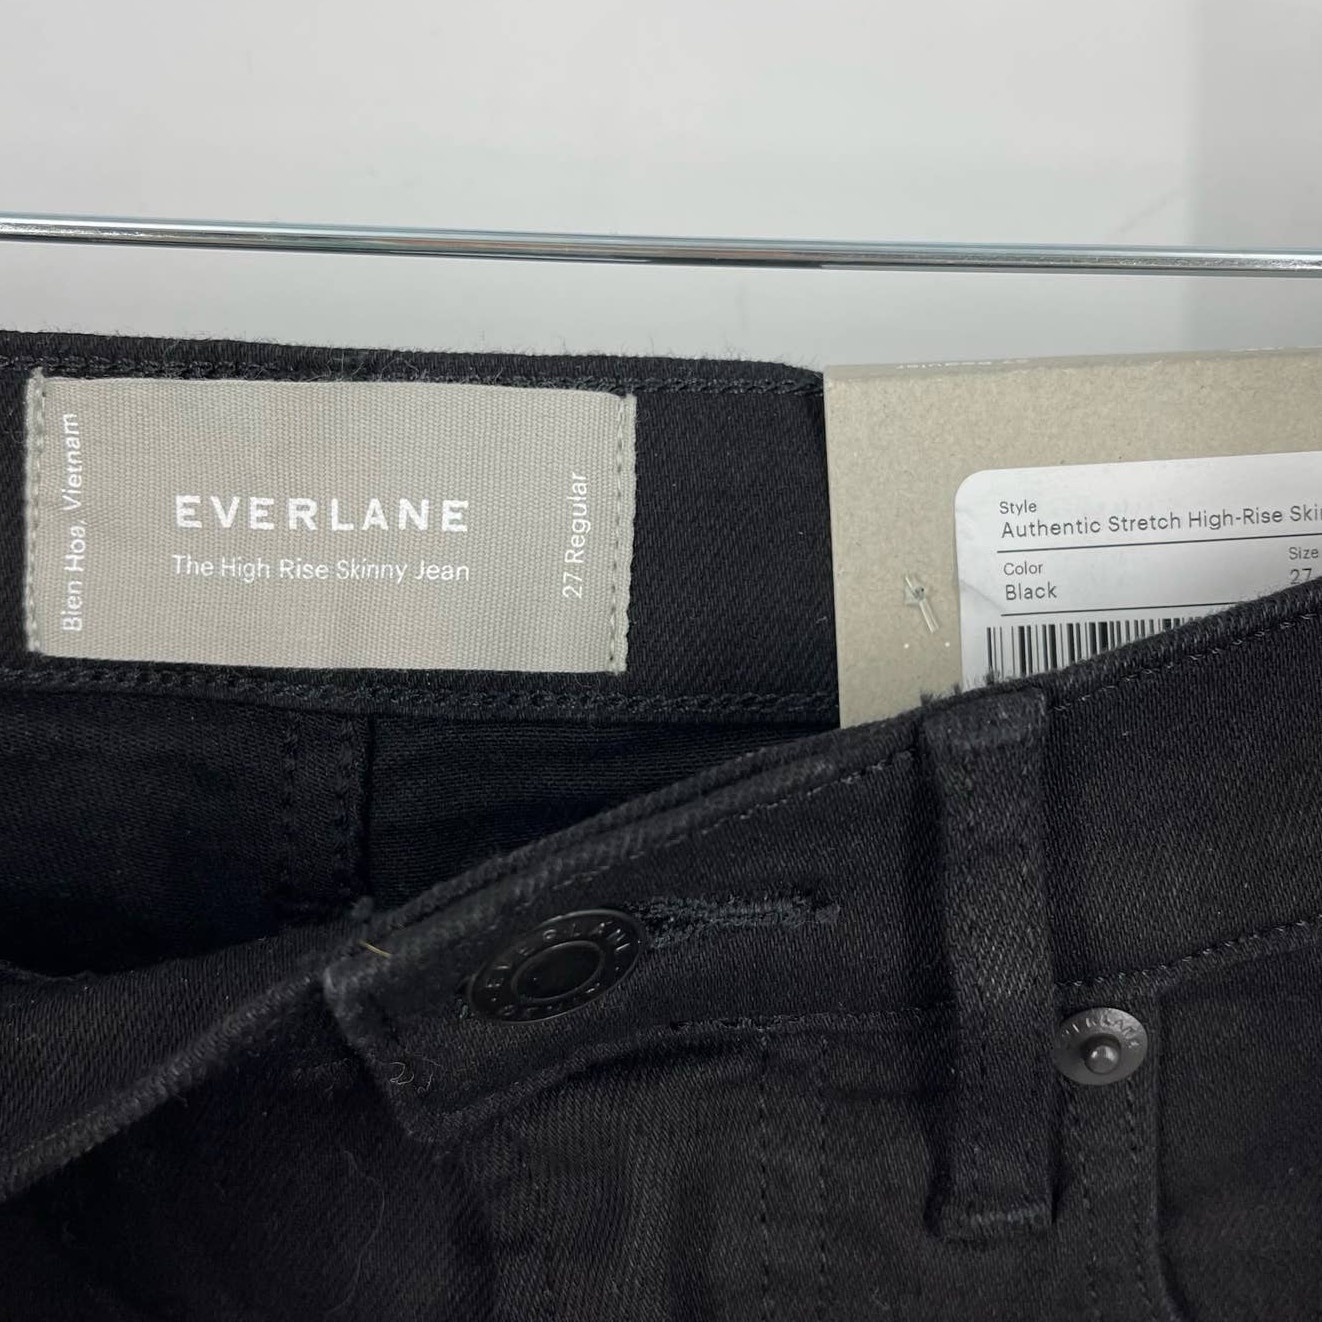 Bien Hoa, Vietnam
EVERLANE
The High Rise Skinny Jean
27 Regular
Style
Authentic Stretch High-Rise
Color
Black
Size
27
EVERLANE